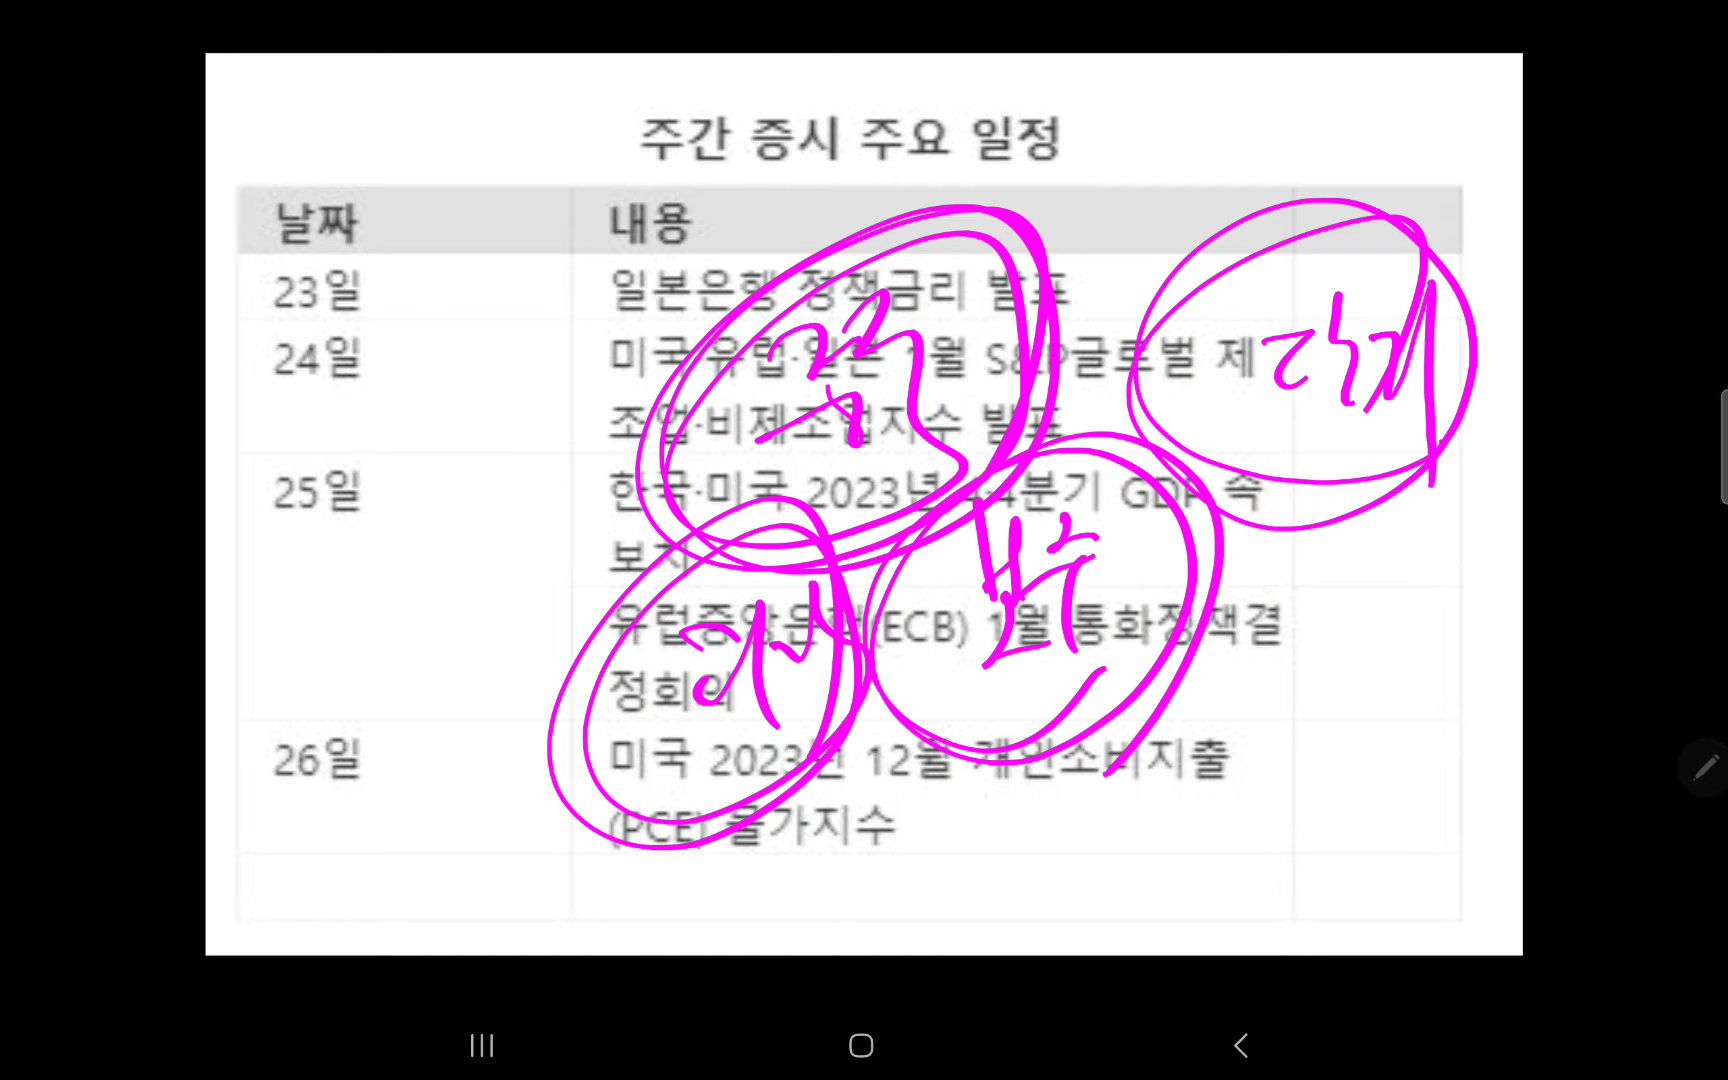 주간 증시 주요 일정
날짜 내용
23일 일본은행 정책금리 발표
24일 미국·유럽·일본 1월 S&P글로벌 제
조업·비제조업지수 발표
25일 한국·미국 2023년 4분기 GDP 속
보치
유럽중앙은행(ECB) 1월 통화정책결
정회의
26일 미국 2023년 12월 개인소비지출
(PCE) 물가지수